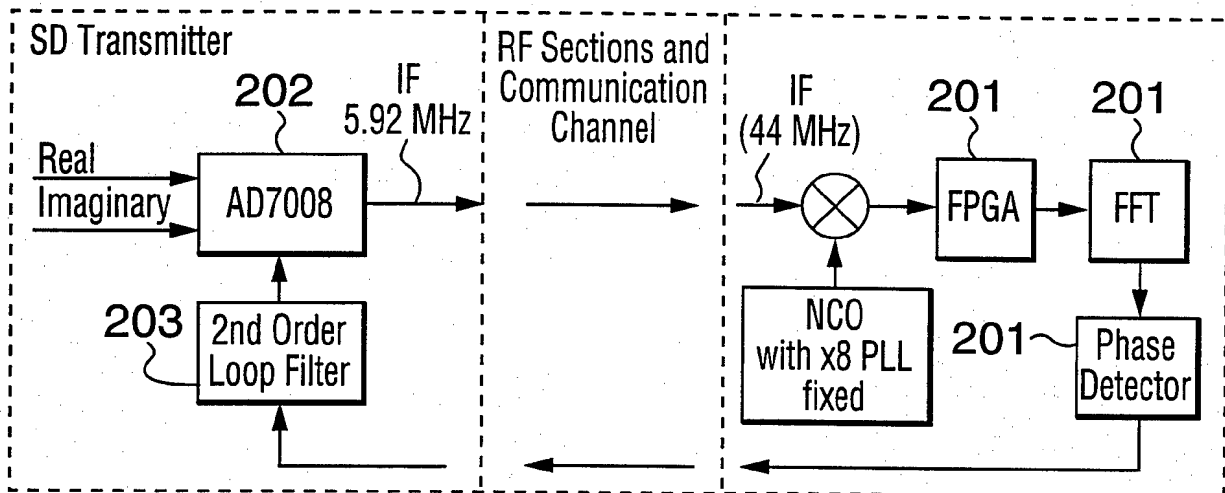 SD Transmitter
202
IF
5.92 MHz
Real
Imaginary
AD7008
203
2nd Order
Loop Filter
RF Sections and
Communication
Channel
IF
(44 MHz)
201
201
FPGA
FFT
NCO
with x8 PLL
fixed
201
Phase
Detector